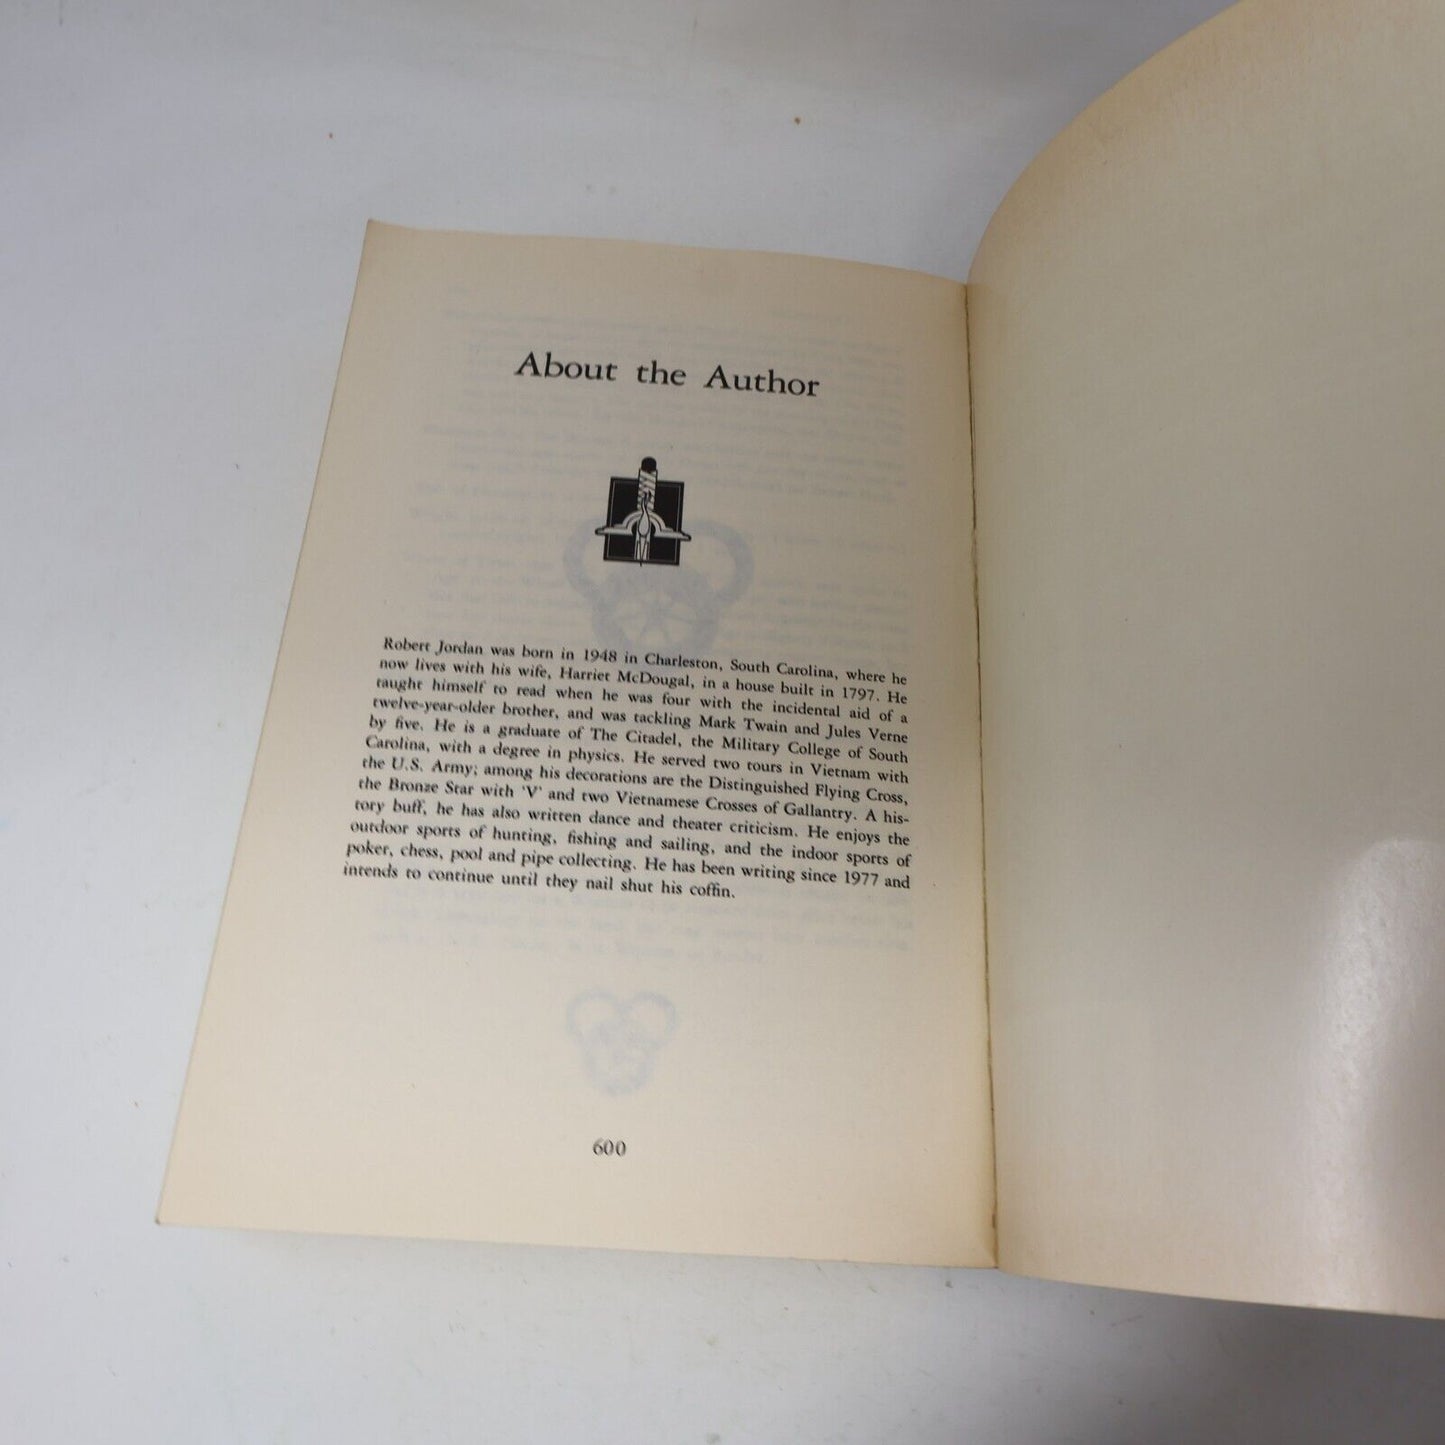 About the Author
Robert Jordan was born in 1948 in Charleston, South Carolina, where he
now lives with his wife, Harriet McDougal, in a house built in 1797. He
taught himself to read when he was four with the incidental aid of a
twelve-year-older brother, and was tackling Mark Twain and Jules Verne
by five. He is a graduate of The Citadel, the Military College of South
Carolina, with a degree in physics. He served two tours in Vietnam with
the U.S. Army; among his decorations are the Distinguished Flying Cross,
the Bronze Star with 'V' and two Vietnamese Crosses of Gallantry. A his-
tory buff, he has also written dance and theater criticism. He enjoys the
outdoor sports of hunting, fishing and sailing, and the indoor sports of
poker, chess, pool and pipe collecting. He has been writing since 1977 and
intends to continue until they nail shut his coffin.
600